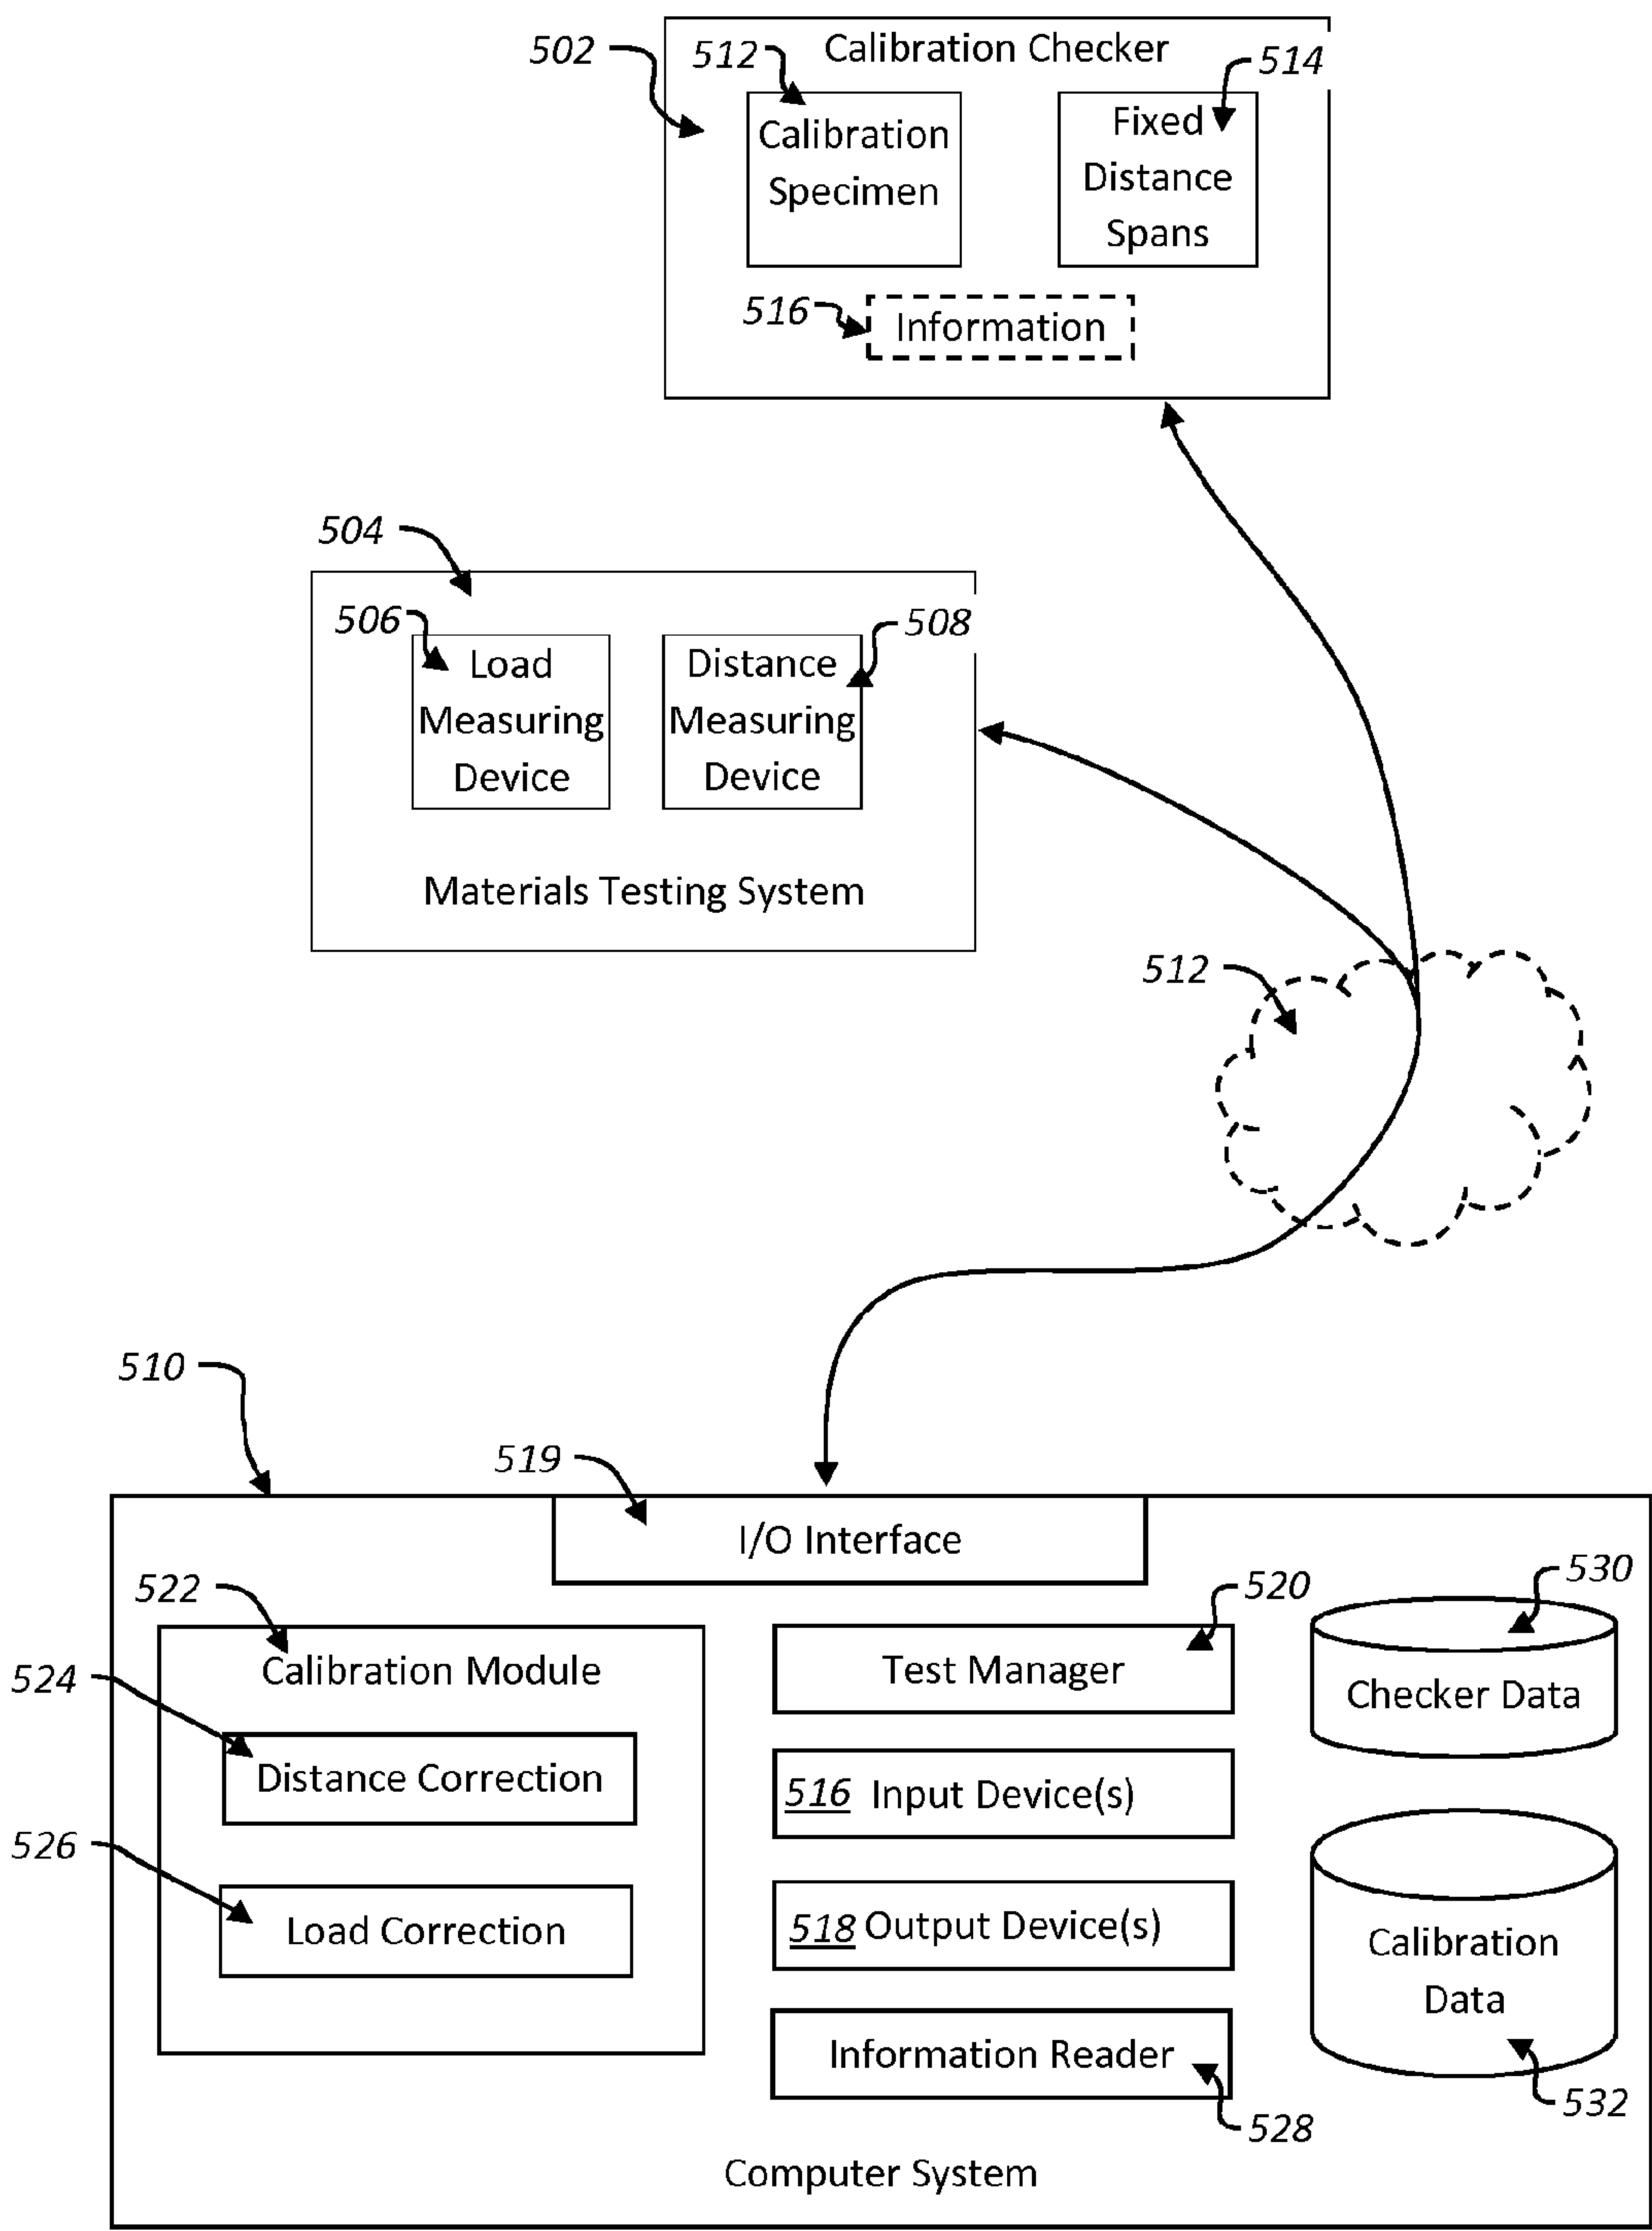 Calibration Checker
502
512
514
Calibration
Specimen
Fixed
Distance
Spans
516
Information
504
506
508
Load
Measuring
Device
Distance
Measuring
Device
Materials Testing System
512
510
519
I/O Interface
522
Calibration Module
524
Distance Correction
526
Load Correction
520
Test Manager
516 Input Device(s)
518 Output Device(s)
Information Reader
528
530
Checker Data
Calibration
Data
532
Computer System